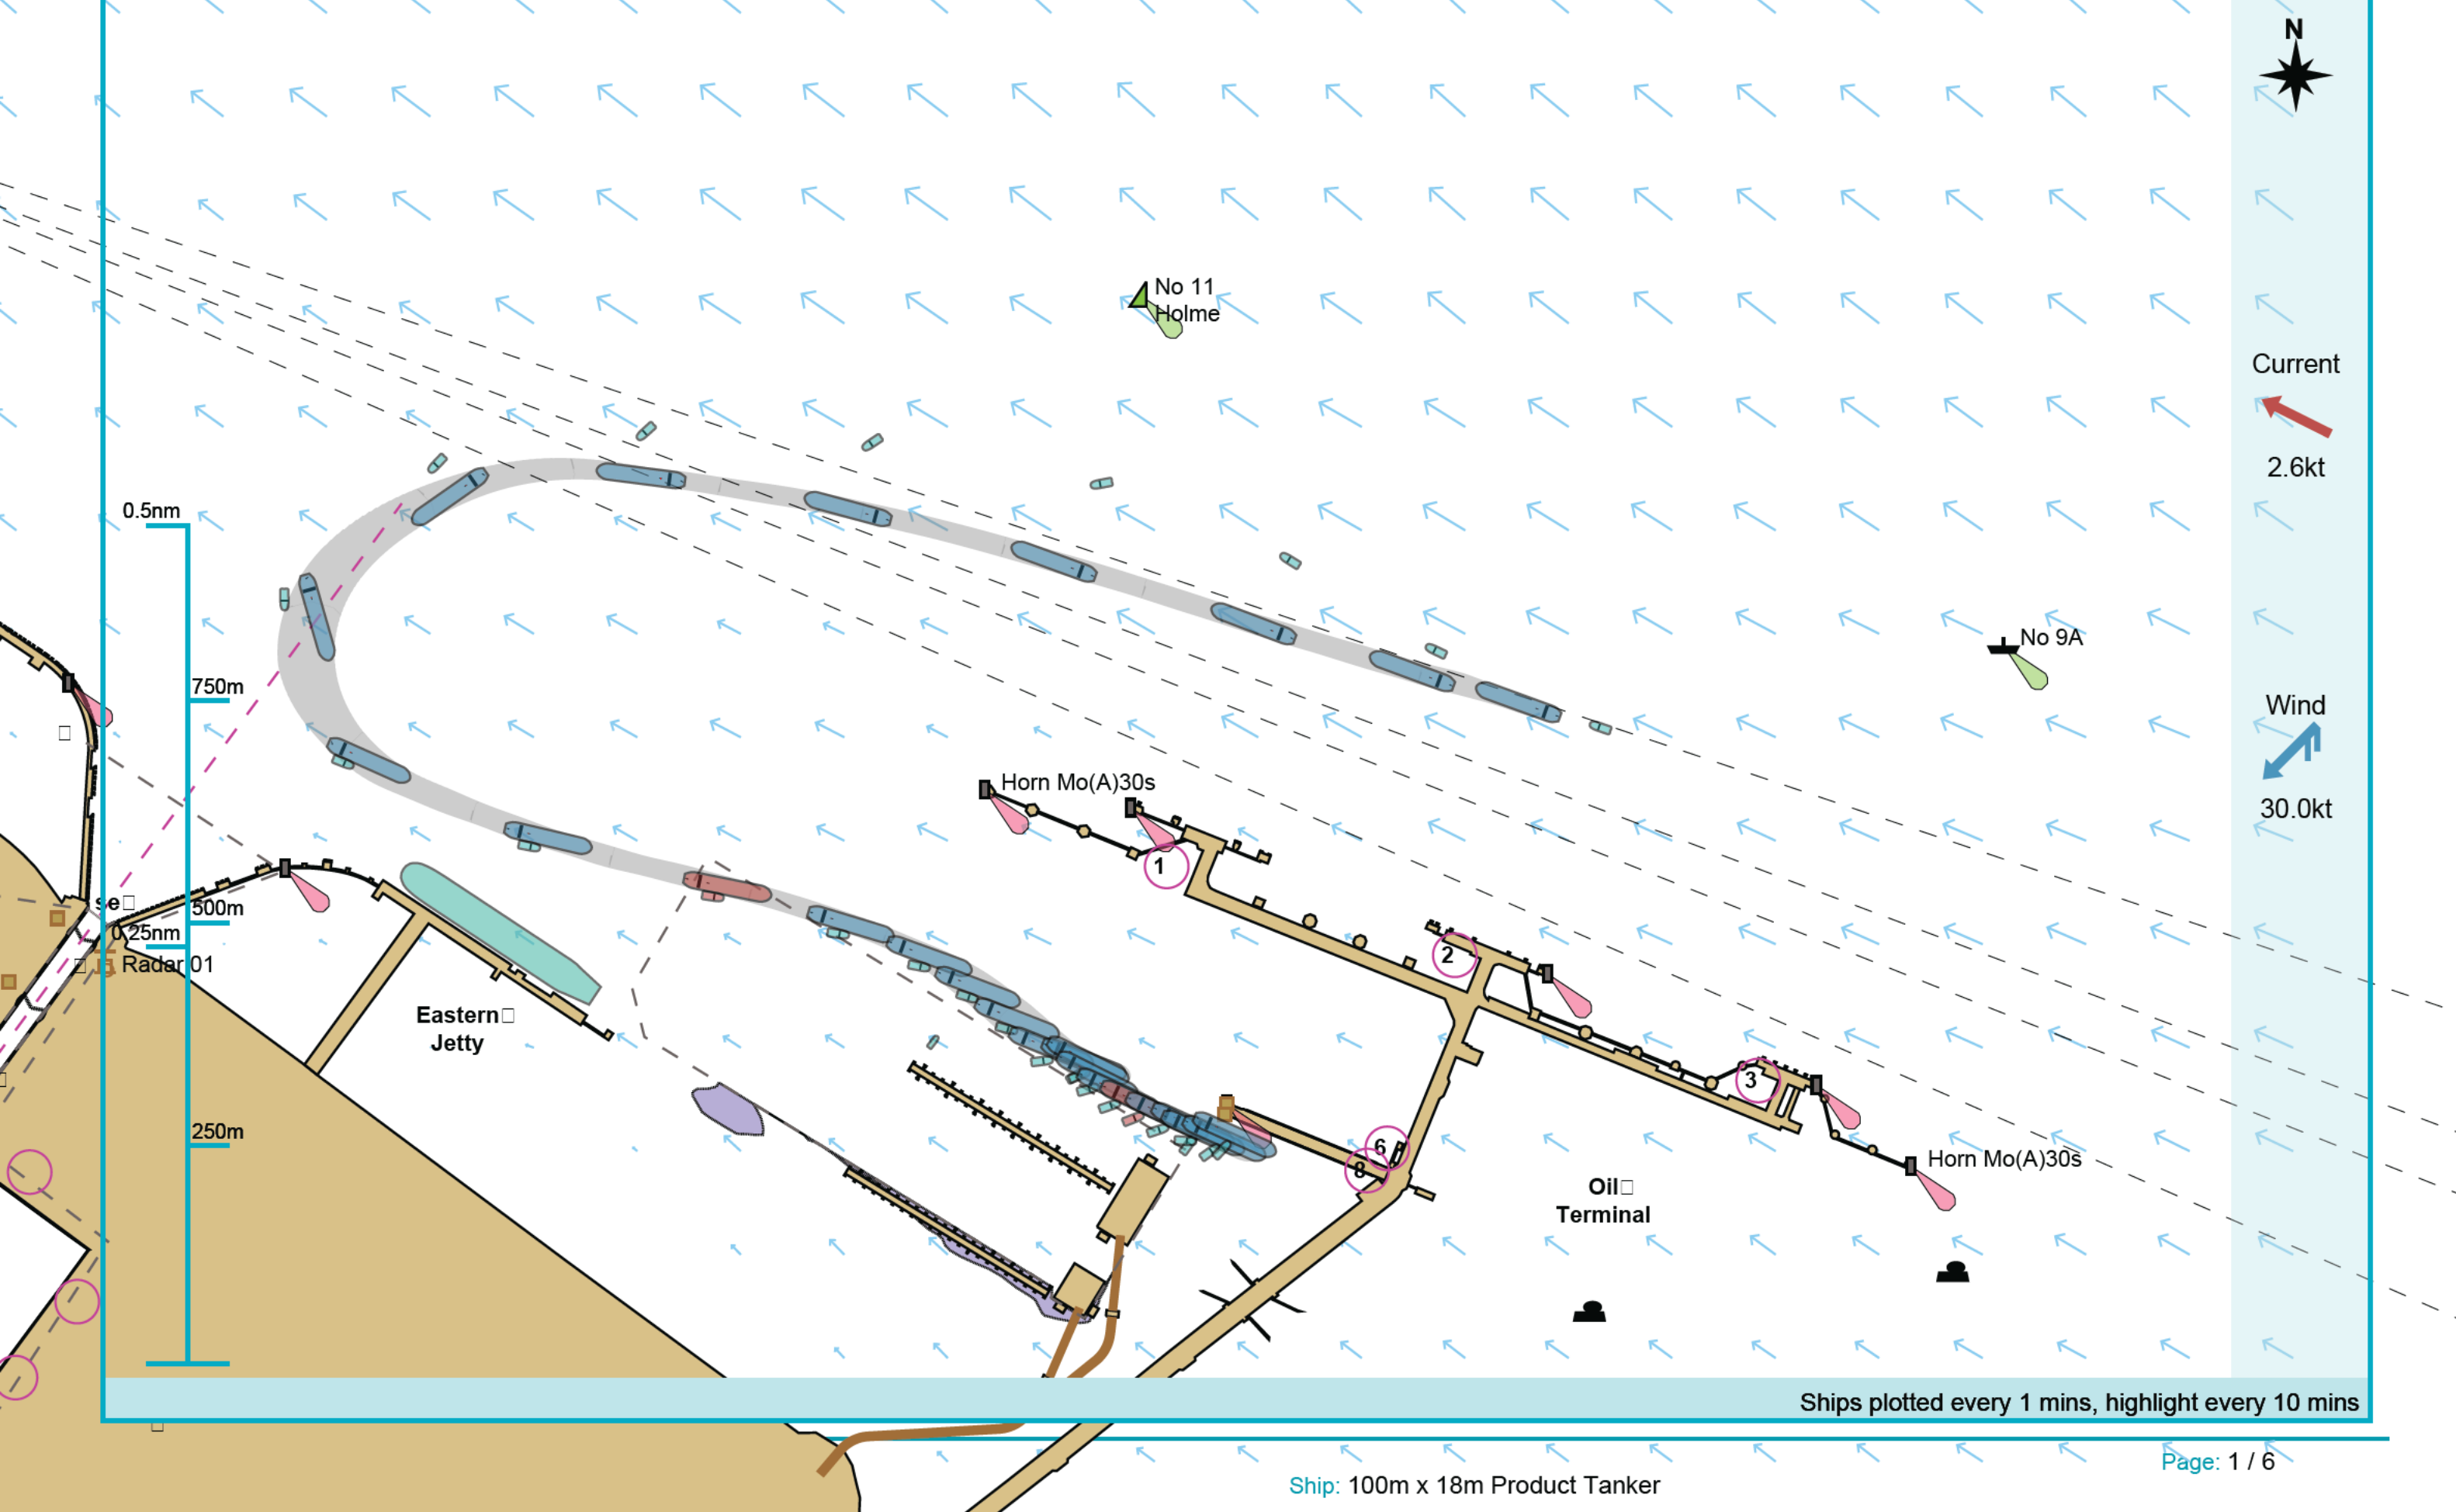 N
No 11
Holme
Current
2.6kt
0.5nm
No 9A
750m
Wind
30.0kt
Horn Mo(A)30s
1
se
500m
0.25nm
2
Radar 01
Eastern
Jetty
3
250m
6
8
Horn Mo(A)30s
Oil
Terminal
Ships plotted every 1 mins, highlight every 10 mins
Page: 1 / 6
Ship: 100m x 18m Product Tanker